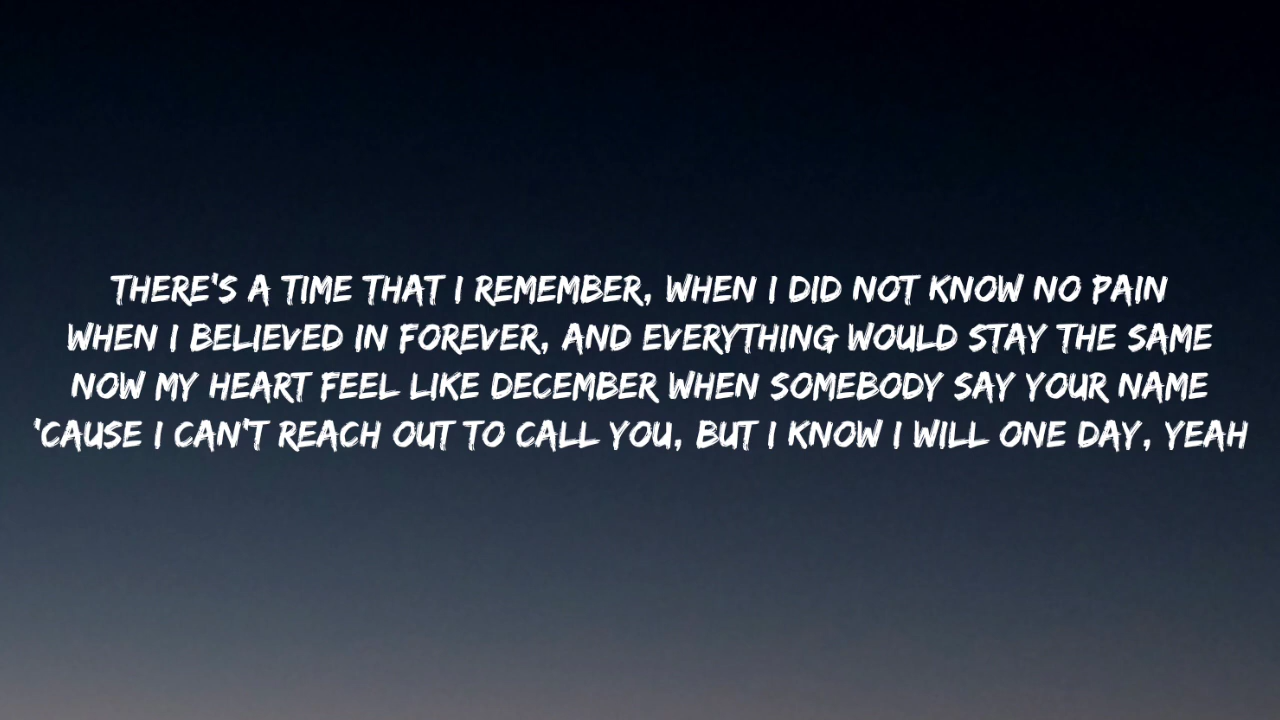 THERE'S A TIME THAT I REMEMBER, WHEN I DID NOT KNOW NO PAIN
WHEN I BELIEVED IN FOREVER, AND EVERYTHING WOULD STAY THE SAME
NOW MY HEART FEEL LIKE DECEMBER WHEN SOMEBODY SAY YOUR NAME
'CAUSE I CAN'T REACH OUT TO CALL YOU, BUT I KNOW I WILL ONE DAY, YEAH